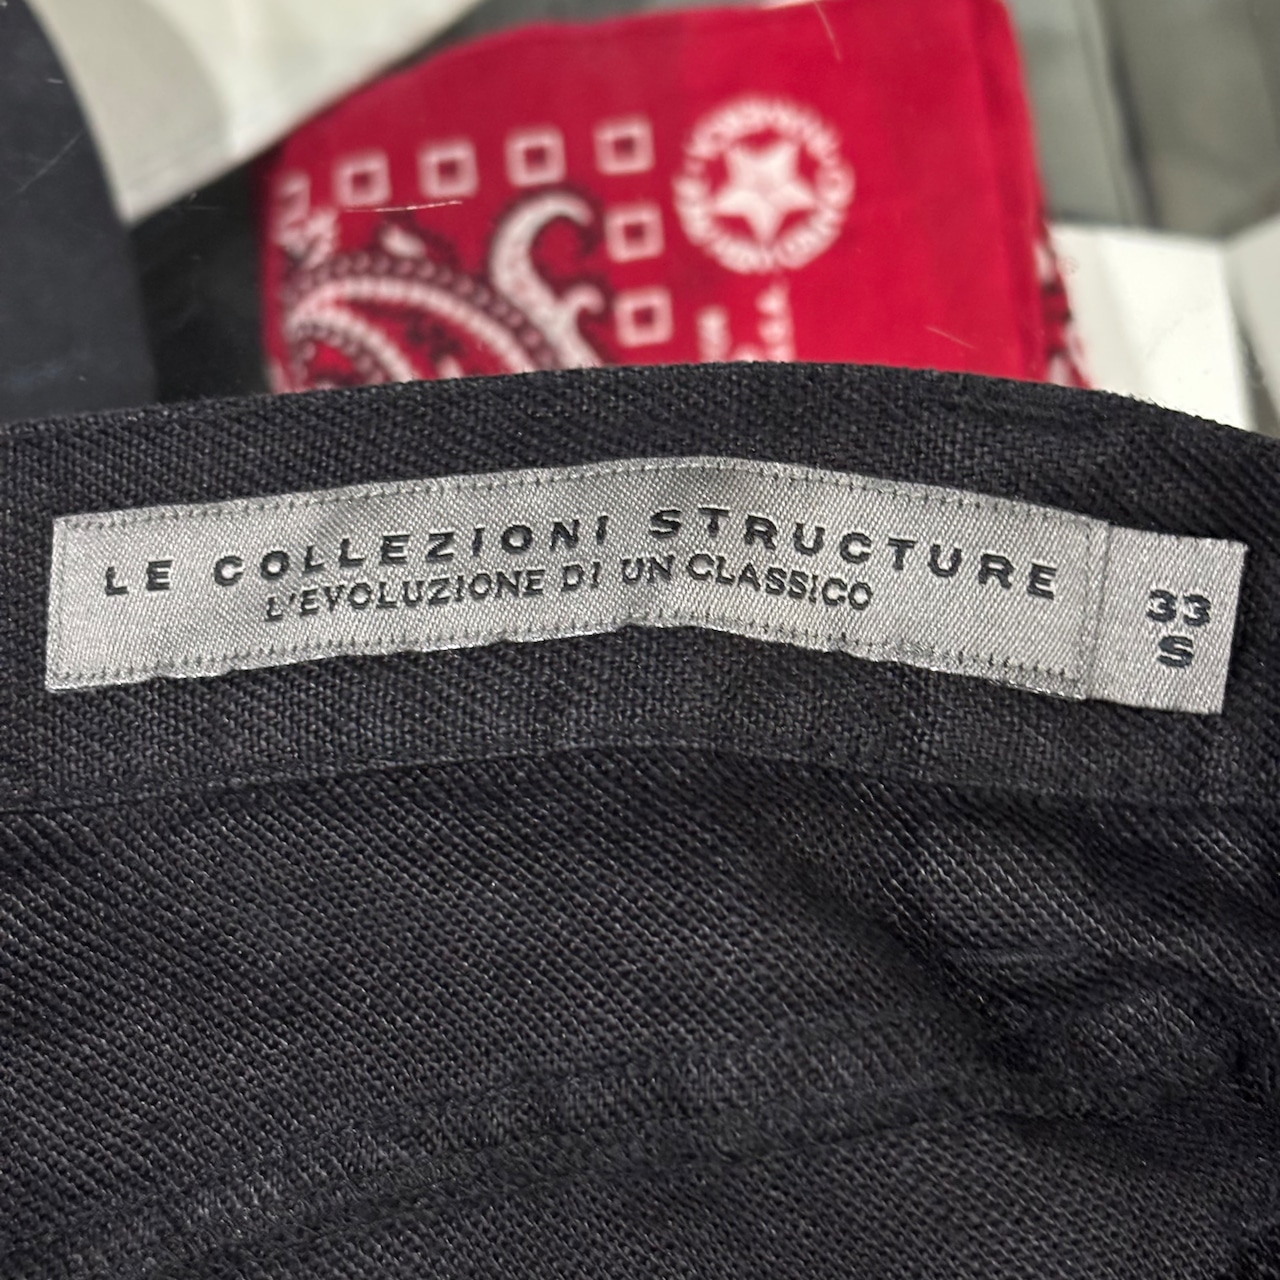 LE COLLEZIONI STRUCTURE
L'EVOLUZIONE DI UN CLASSICO
33
S